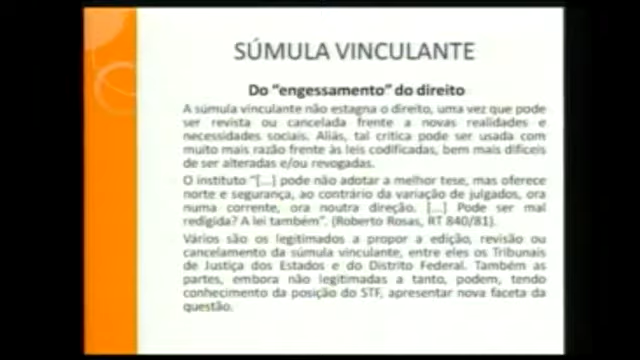 SÚMULA VINCULANTE
Do “engessamento” do direito
A súmula vinculante não estagna o direito, uma vez que pode
ser revista ou cancelada frente a novas realidades e
necessidades sociais. Aliás, tal critica pode ser usada com
muito mais razão frente às leis codificadas, bem mais difíceis
de ser alteradas e/ou revogadas.
O instituto “[...] pode não adotar a melhor tese, mas oferece
norte e segurança, ao contrário da variação de julgados, ora
numa corrente, ora noutra direção. [...] Pode ser mal
redigida? A lei também”. (Roberto Rosas, RT 840/81).
Vários são os legitimados a propor a edição, revisão ou
cancelamento da súmula vinculante, entre eles os Tribunais
de Justiça dos Estados e do Distrito Federal. Também as
partes, embora não legitimadas a tanto, podem, tendo
conhecimento da posição do STF, apresentar nova faceta da
questão.